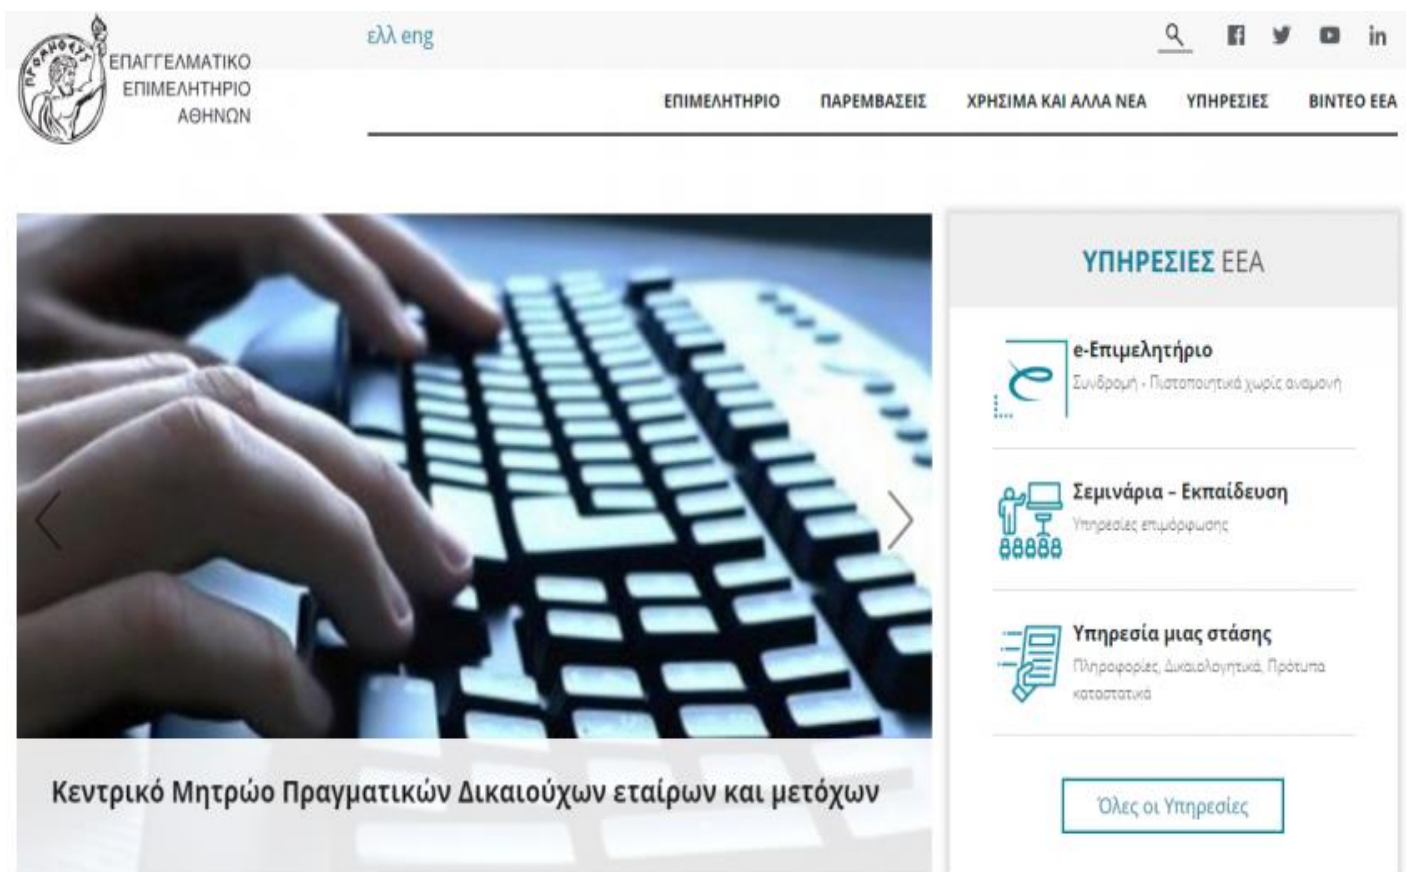 ΠΡΟΜΗΘΕΥΣ
ΕΠΑΓΓΕΛΜΑΤΙΚΟ
ΕΠΙΜΕΛΗΤΗΡΙΟ
ΑΘΗΝΩΝ
ελλ eng
ΕΠΙΜΕΛΗΤΗΡΙΟ ΠΑΡΕΜΒΑΣΕΙΣ ΧΡΗΣΙΜΑ ΚΑΙ ΑΛΛΑ ΝΕΑ ΥΠΗΡΕΣΙΕΣ ΒΙΝΤΕΟ ΕΕΑ
Κεντρικό Μητρώο Πραγματικών Δικαιούχων εταίρων και μετόχων
ΥΠΗΡΕΣΙΕΣ ΕΕΑ
e-Επιμελητήριο
Συνδρομή - Πιστοποιητικά χωρίς αναμονή
Σεμινάρια – Εκπαίδευση
Υπηρεσίες επιμόρφωσης
Υπηρεσία μιας στάσης
Πληροφορίες, Δικαιολογητικά, Πρότυπα
καταστατικά
Όλες οι Υπηρεσίες